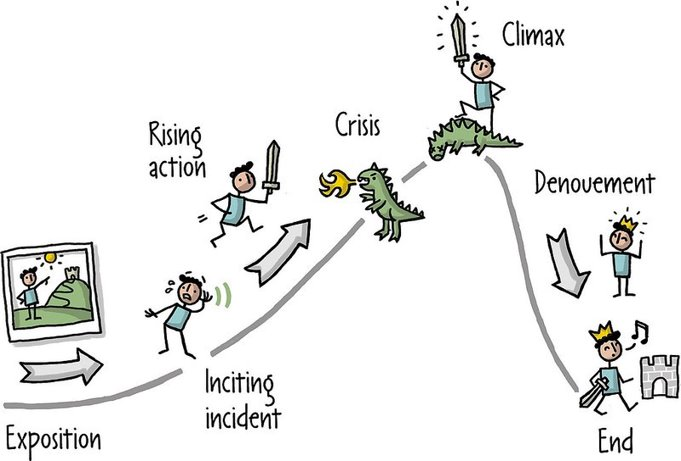 Exposition
Inciting
incident
Rising
action
Crisis
Climax
Denouement
End